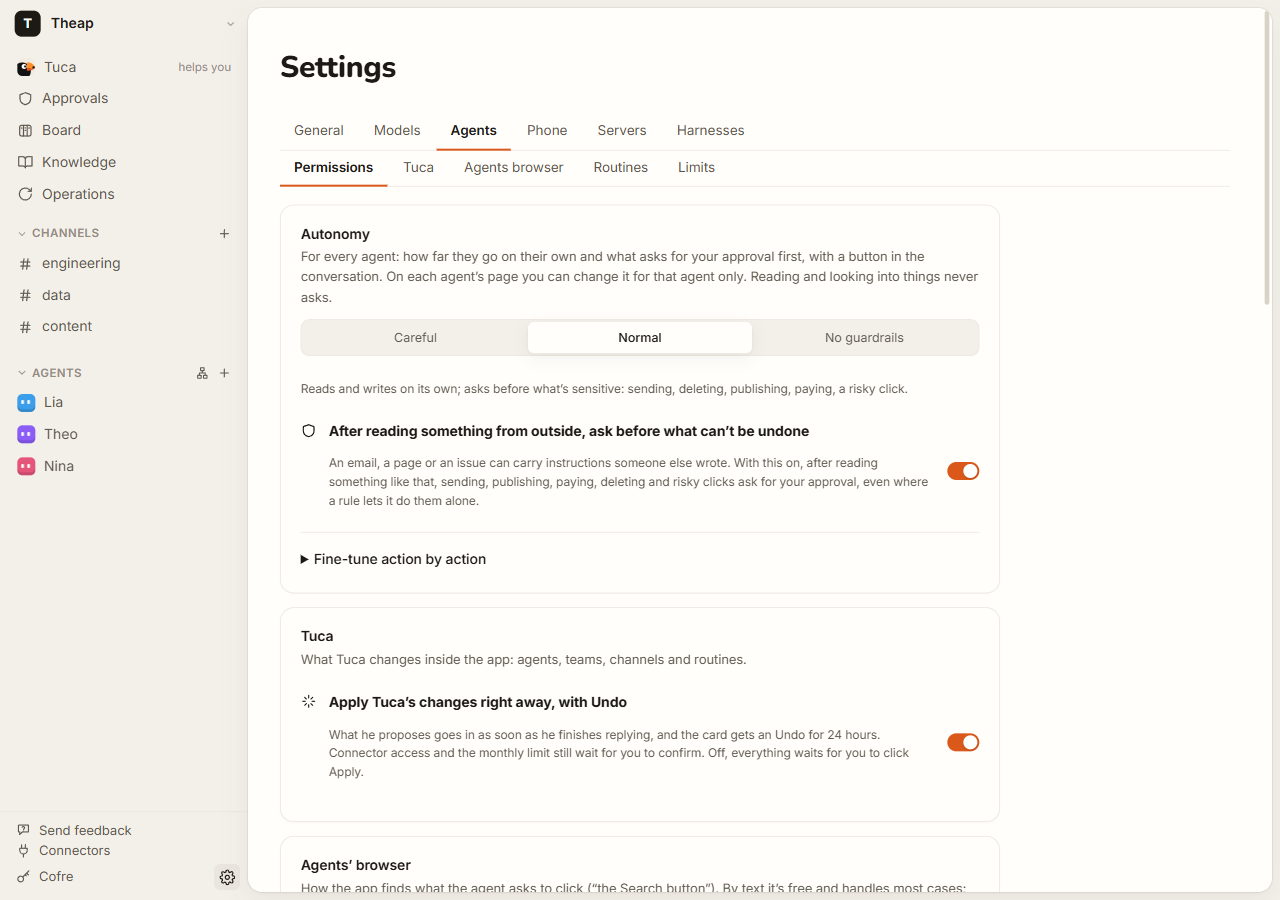 T Theap
Tuca helps you
Approvals
Board
Knowledge
Operations
CHANNELS
# engineering
# data
# content
AGENTS
Lia
Theo
Nina
Send feedback
Connectors
Cofre
Settings
General Models Agents Phone Servers Harnesses
Permissions Tuca Agents browser Routines Limits
Autonomy
For every agent: how far they go on their own and what asks for your approval first, with a button in the
conversation. On each agent’s page you can change it for that agent only. Reading and looking into things never
asks.
Careful Normal No guardrails
Reads and writes on its own; asks before what’s sensitive: sending, deleting, publishing, paying, a risky click.
After reading something from outside, ask before what can’t be undone
An email, a page or an issue can carry instructions someone else wrote. With this on, after reading
something like that, sending, publishing, paying, deleting and risky clicks ask for your approval, even where
a rule lets it do them alone.
Fine-tune action by action
Tuca
What Tuca changes inside the app: agents, teams, channels and routines.
Apply Tuca’s changes right away, with Undo
What he proposes goes in as soon as he finishes replying, and the card gets an Undo for 24 hours.
Connector access and the monthly limit still wait for you to confirm. Off, everything waits for you to click
Apply.
Agents’ browser
How the app finds what the agent asks to click (“the Search button”). By text it’s free and handles most cases;